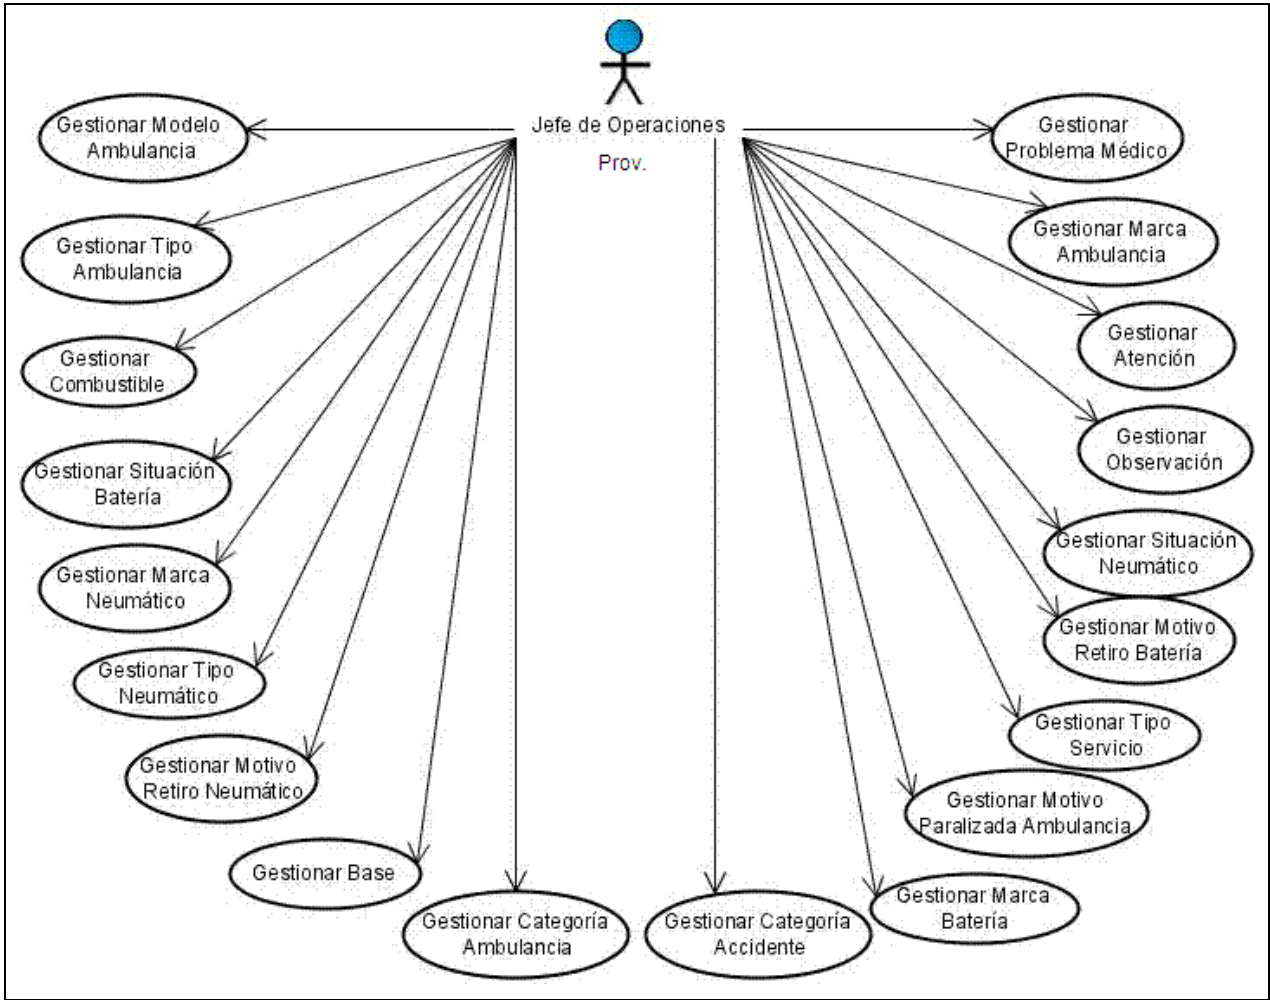 Jefe de Operaciones
Prov.
Gestionar Modelo
Ambulancia
Gestionar Tipo
Ambulancia
Gestionar
Combustible
Gestionar Situación
Batería
Gestionar Marca
Neumático
Gestionar Tipo
Neumático
Gestionar Motivo
Retiro Neumático
Gestionar Base
Gestionar Categoría
Ambulancia
Gestionar Categoría
Accidente
Gestionar Marca
Batería
Gestionar Motivo
Paralizada Ambulancia
Gestionar Tipo
Servicio
Gestionar Motivo
Retiro Batería
Gestionar Situación
Neumático
Gestionar
Observación
Gestionar
Atención
Gestionar Marca
Ambulancia
Gestionar
Problema Médico